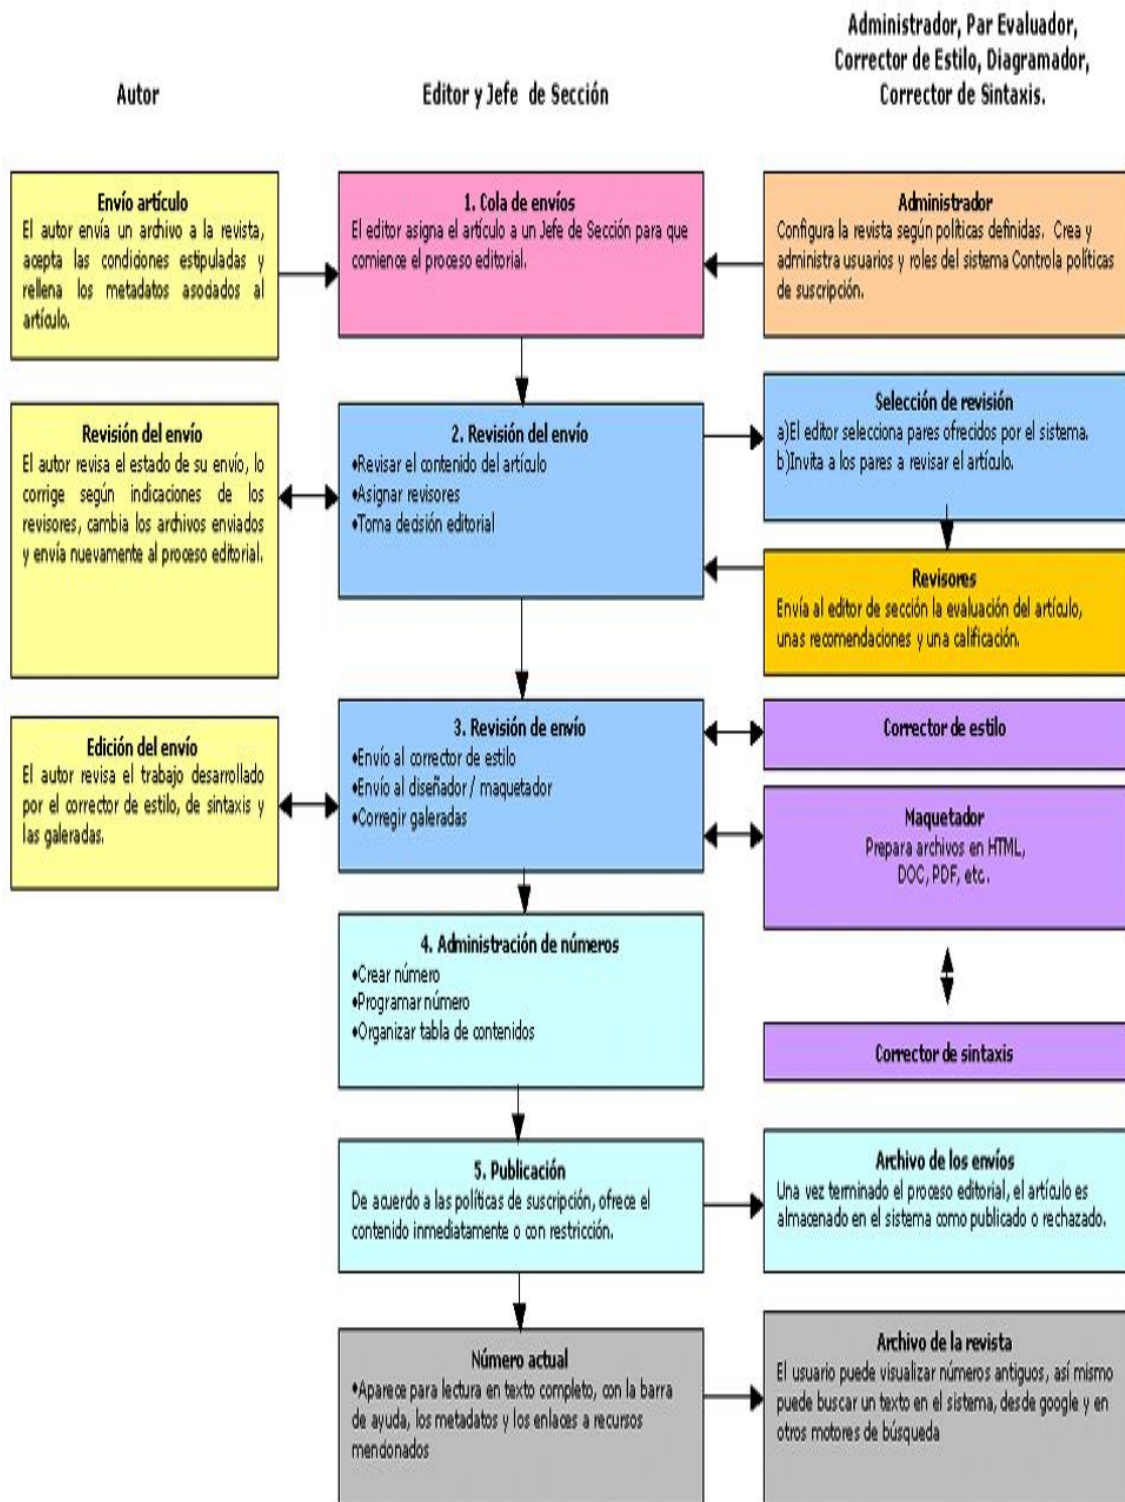 Autor
Editor y Jefe de Sección
Administrador, Par Evaluador,
Corrector de Estilo, Diagramador,
Corrector de Sintaxis.
Envío artículo
El autor envía un archivo a la revista,
acepta las condiciones estipuladas y
rellena los metadatos asociados al
artículo.
1. Cola de envíos
El editor asigna el artículo a un Jefe de Sección para que
comience el proceso editorial.
Administrador
Configura la revista según políticas definidas. Crea y
administra usuarios y roles del sistema Controla políticas
de suscripción.
Revisión del envío
El autor revisa el estado de su envío, lo
corrige según indicaciones de los
revisores, cambia los archivos enviados
y envía nuevamente al proceso editorial.
2. Revisión del envío
•Revisar el contenido del artículo
•Asignar revisores
•Toma decisión editorial
Selección de revisión
a)El editor selecciona pares ofrecidos por el sistema.
b)Invita a los pares a revisar el artículo.
Revisores
Envía al editor de sección la evaluación del artículo,
unas recomendaciones y una calificación.
Edición del envío
El autor revisa el trabajo desarrollado
por el corrector de estilo, de sintaxis y
las galeradas.
3. Revisión de envío
•Envío al corrector de estilo
•Envío al diseñador / maquetador
•Corregir galeradas
Corrector de estilo
Maquetador
Prepara archivos en HTML,
DOC, PDF, etc.
4. Administración de números
•Crear número
•Programar número
•Organizar tabla de contenidos
Corrector de sintaxis
5. Publicación
De acuerdo a las políticas de suscripción, ofrece el
contenido inmediatamente o con restricción.
Archivo de los envíos
Una vez terminado el proceso editorial, el artículo es
almacenado en el sistema como publicado o rechazado.
Número actual
•Aparece para lectura en texto completo, con la barra
de ayuda, los metadatos y los enlaces a recursos
mencionados
Archivo de la revista
El usuario puede visualizar números antiguos, así mismo
puede buscar un texto en el sistema, desde google y en
otros motores de búsqueda